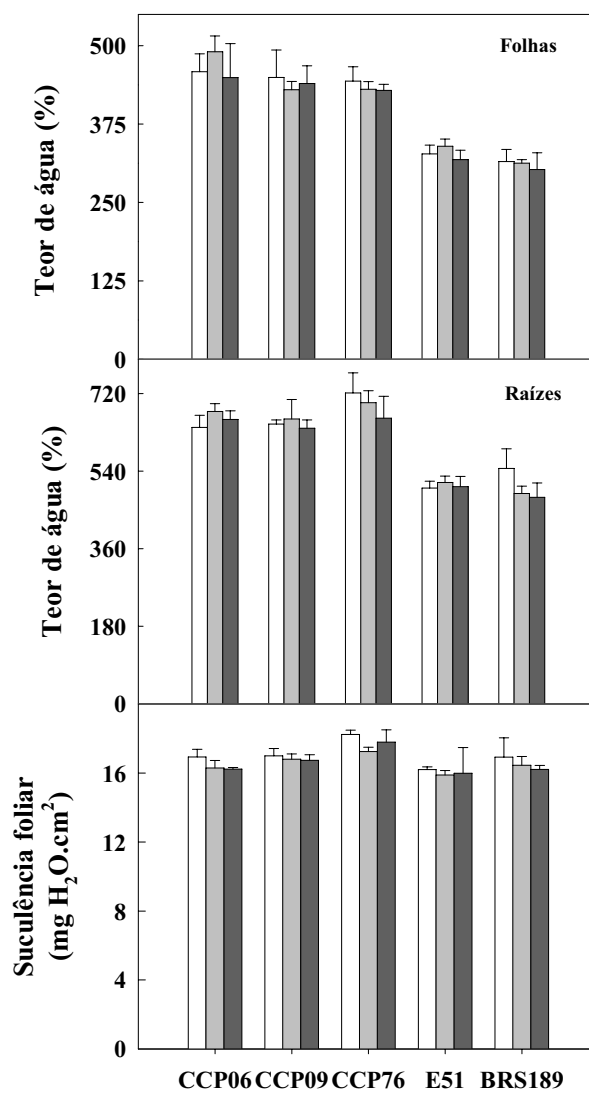 Folhas
Teor de água (%)
500
375
250
125
0
Raízes
Teor de água (%)
720
540
360
180
0
Suculência foliar
(mg H2O.cm²)
16
12
8
4
0
CCP06 CCP09 CCP76 E51 BRS189